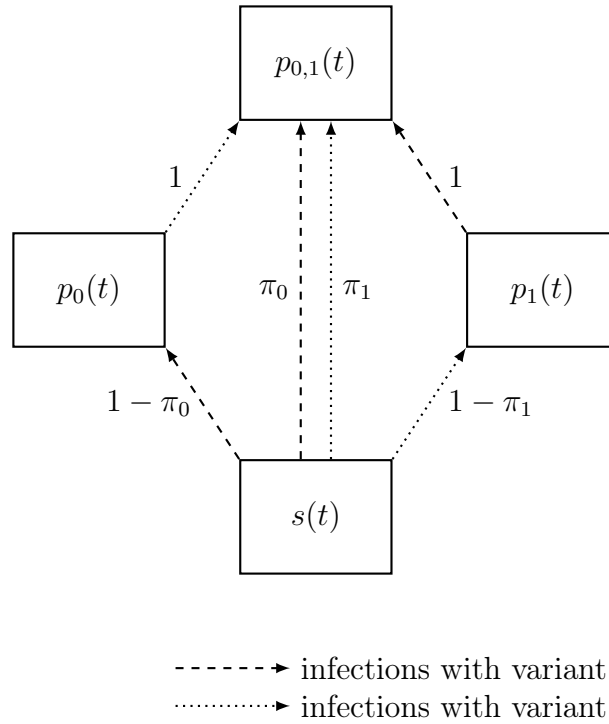 p₀,₁(t)
1
1
p₀(t)
π₀
π₁
p₁(t)
1 − π₀
1 − π₁
s(t)
infections with variant
infections with variant